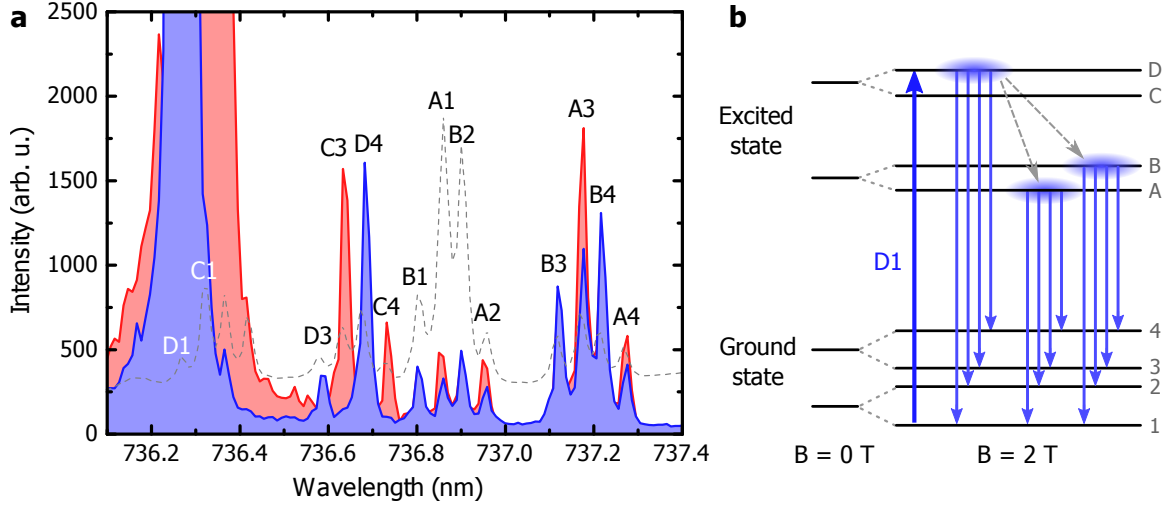 a
2500
2000
1500
1000
500
0
Intensity (arb. u.)
736.2
736.4
736.6
736.8
737.0
737.2
737.4
Wavelength (nm)
D1
C1
D3
C3
D4
C4
B1
A1
B2
A2
B3
A3
B4
A4
b
Excited
state
D
C
B
A
D1
Ground
state
4
3
2
1
B = 0 T
B = 2 T